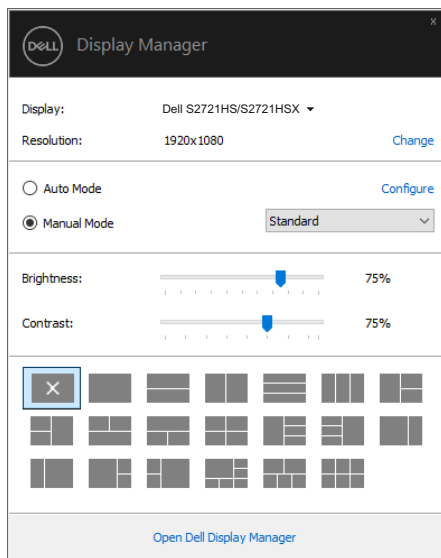 x
DELL Display Manager
Display: Dell S2721HS/S2721HSX
Resolution: 1920x1080 Change
Auto Mode Configure
Manual Mode Standard
Brightness: 75%
Contrast: 75%
Open Dell Display Manager